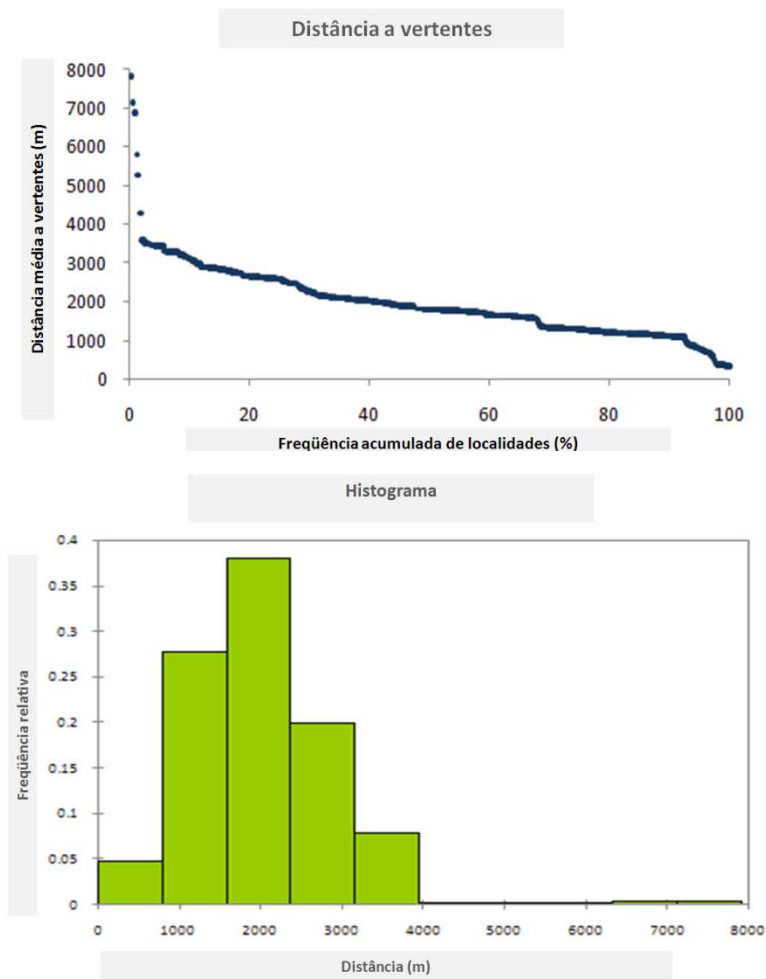 Distância a vertentes
8000
7000
6000
5000
4000
3000
2000
1000
0
Distância média a vertentes (m)
0 20 40 60 80 100
Freqüência acumulada de localidades (%)
Histograma
0.4
0.35
0.3
0.25
0.2
0.15
0.1
0.05
0
Freqüência relativa
0 1000 2000 3000 4000 5000 6000 7000 8000
Distância (m)